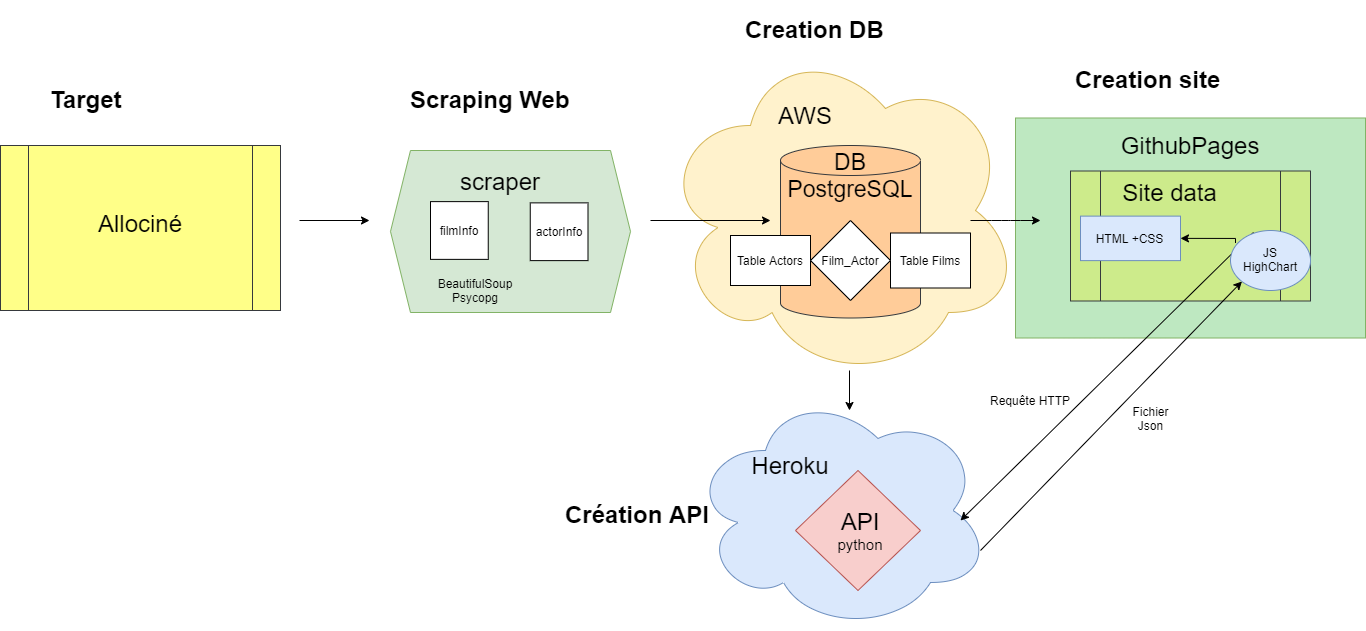 Target
Allociné
Scraping Web
scraper
filmInfo
actorInfo
BeautifulSoup
Psycopg
Creation DB
AWS
DB
PostgreSQL
Table Actors
Film_Actor
Table Films
Creation site
GithubPages
Site data
HTML +CSS
JS
HighChart
Requête HTTP
Fichier
Json
Création API
Heroku
API
python